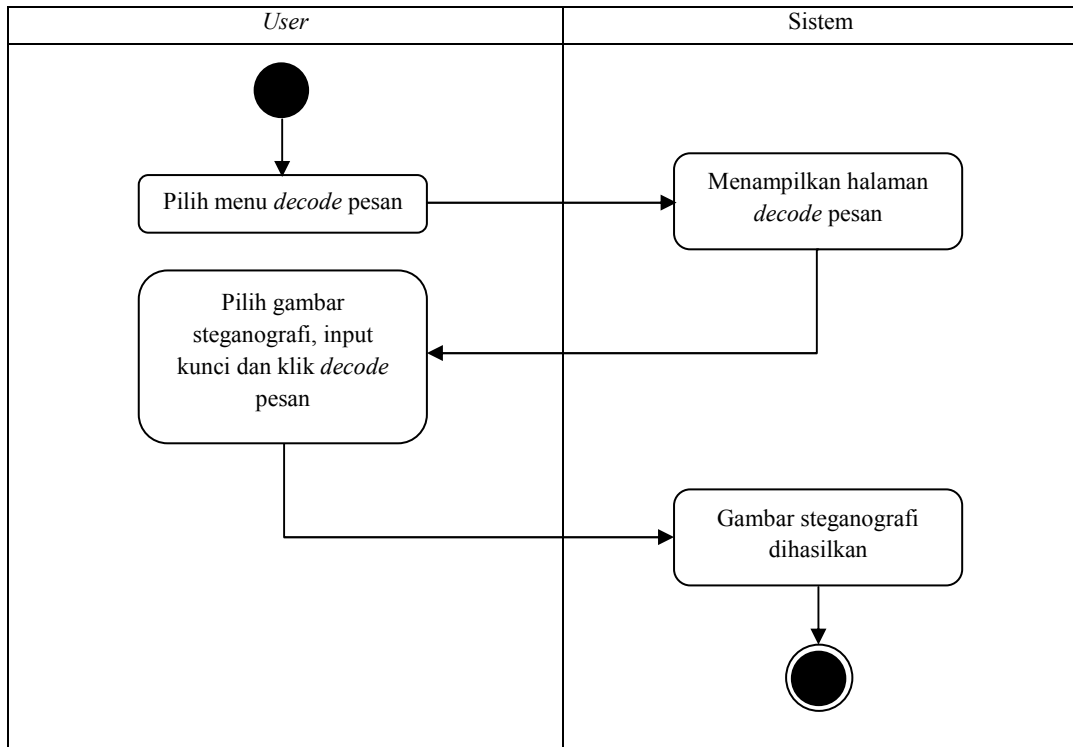 User
Sistem
Pilih menu decode pesan
Menampilkan halaman
decode pesan
Pilih gambar
steganografi, input
kunci dan klik decode
pesan
Gambar steganografi
dihasilkan